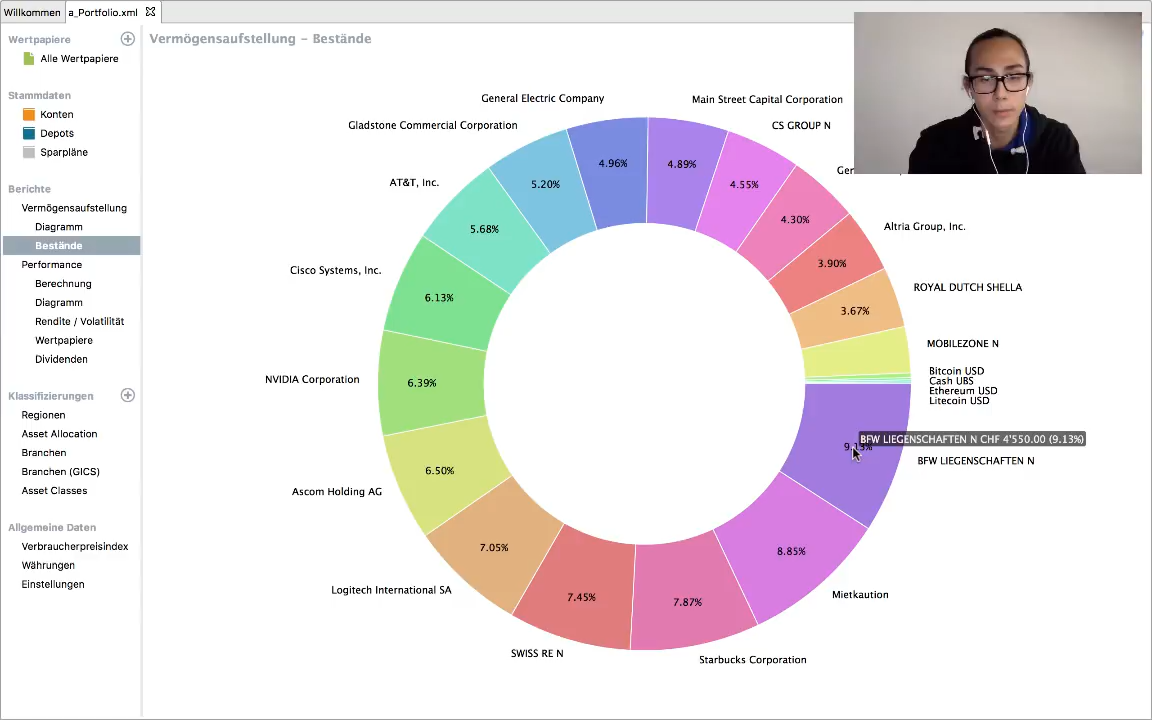 Willkommen
a_Portfolio.xml
Wertpapiere
Alle Wertpapiere
Stammdaten
Konten
Depots
Sparpläne
Berichte
Vermögensaufstellung
Diagramm
Bestände
Performance
Berechnung
Diagramm
Rendite / Volatilität
Wertpapiere
Dividenden
Klassifizierungen
Regionen
Asset Allocation
Branchen
Branchen (GICS)
Asset Classes
Allgemeine Daten
Verbraucherpreisindex
Währungen
Einstellungen
Vermögensaufstellung – Bestände
General Electric Company
Main Street Capital Corporation
Gladstone Commercial Corporation
CS GROUP N
AT&T, Inc.
Altria Group, Inc.
Cisco Systems, Inc.
ROYAL DUTCH SHELLA
MOBILEZONE N
NVIDIA Corporation
Bitcoin USD
Cash UBS
Ethereum USD
Litecoin USD
BFW LIEGENSCHAFTEN N CHF 4'550.00 (9.13%)
BFW LIEGENSCHAFTEN N
Ascom Holding AG
Logitech International SA
Mietkaution
SWISS RE N
Starbucks Corporation
4.96%
4.89%
5.20%
4.55%
5.68%
4.30%
3.90%
6.13%
3.67%
6.39%
9.13%
6.50%
7.05%
8.85%
7.45%
7.87%